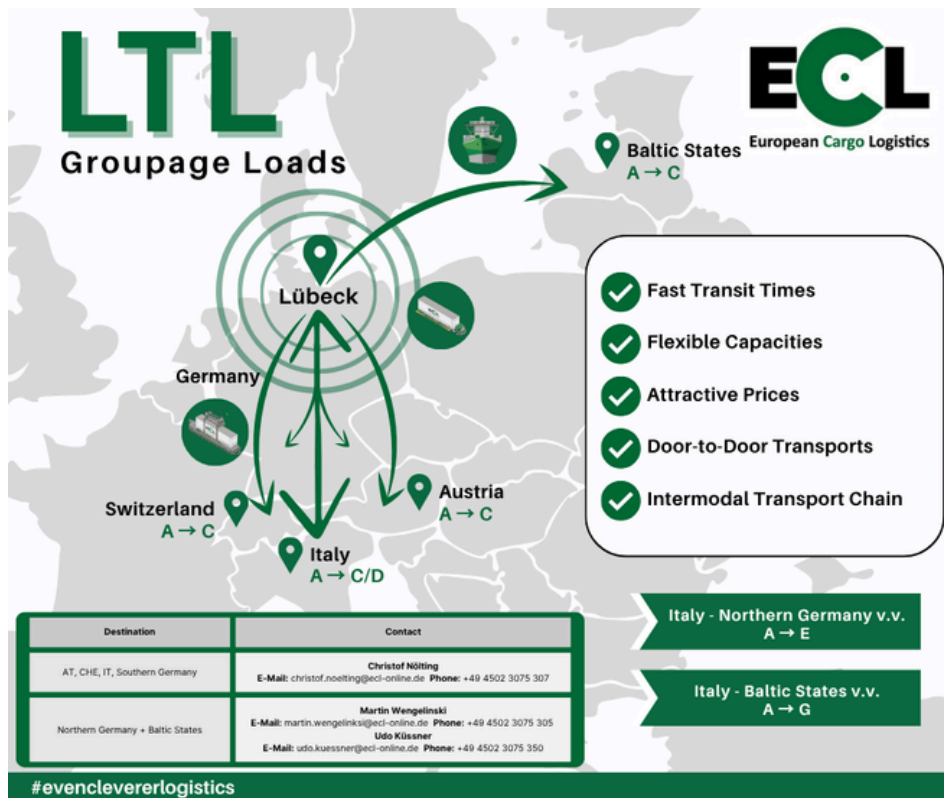 LTL
Groupage Loads
ECL
European Cargo Logistics
Baltic States
A → C
Lübeck
Germany
Switzerland
A → C
Austria
A → C
Italy
A → C/D
Fast Transit Times
Flexible Capacities
Attractive Prices
Door-to-Door Transports
Intermodal Transport Chain
Italy - Northern Germany v.v.
A → E
Italy - Baltic States v.v.
A → G
Destination Contact
AT, CHE, IT, Southern Germany
Christof Nölting
E-Mail: christof.noelting@ecl-online.de Phone: +49 4502 3075 307
Northern Germany + Baltic States
Martin Wengelinski
E-Mail: martin.wengelinksi@ecl-online.de Phone: +49 4502 3075 305
Udo Küssner
E-Mail: udo.kuessner@ecl-online.de Phone: +49 4502 3075 350
#evencleverer​logistics